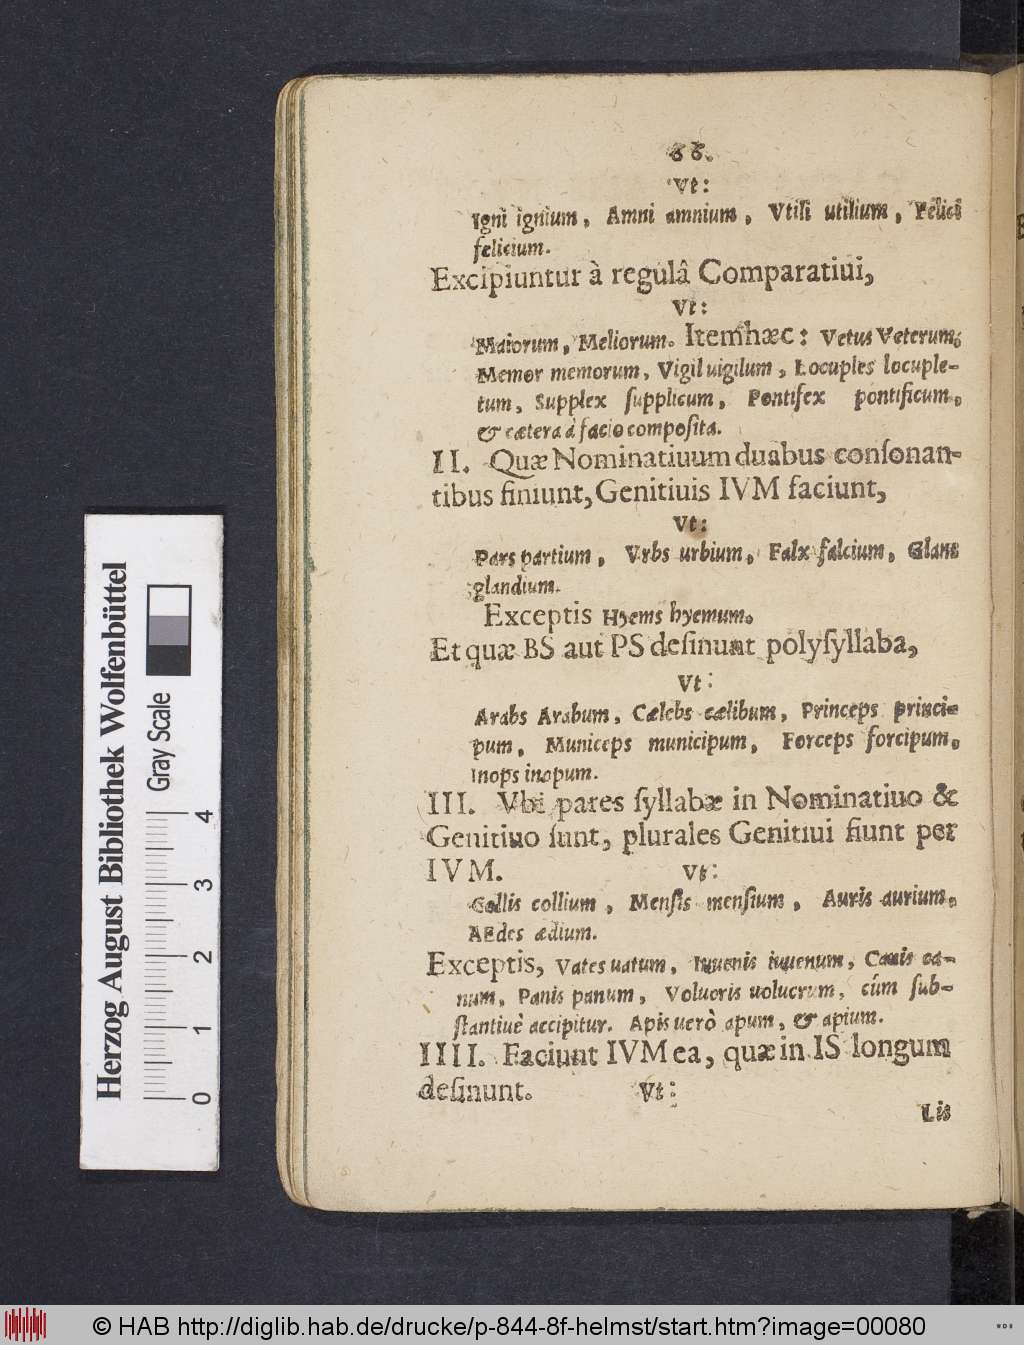 66.
Vt:
Igni ignium, Amni amnium, Vtili utilium, Felici
felicium.
Excipiuntur à regulâ Comparatiui,
Vt:
Maiorum, Meliorum. Item hæc: Vetus Veterum,
Memor memorum, Vigil uigilum, Locuples locuple-
tum, Supplex ſupplicum, Pontifex pontificum.
& cætera à facio compoſita.
II. Quæ Nominatiuum duabus conſonan-
tibus finiunt, Genitiuis IVM faciunt,
Vt:
Pars partium, Vrbs urbium, Falx falcium, Glans
glandium.
Exceptis Hyems hyemum.
Et quæ BS aut PS deſinunt polyſyllaba,
Vt:
Arabs Arabum, Cælebs cælibum, Princeps princi-
pum, Municeps municipum, Forceps forcipum.
Inops inopum.
III. Vbi pares ſyllabæ in Nominatiuo &
Genitiuo ſunt, plurales Genitiui fiunt per
IVM. Vt:
Collis collium, Menſis menſium, Auris aurium.
AEdes ædium.
Exceptis, Vates uatum, Iuuenis iuuenum, Canis ca-
num, Panis panum, Volucris uolucrum, cúm ſub-
ſtantiuè accipitur. Apis uerò apum, & apium.
IIII. Faciunt IVM ea, quæ in IS longum
deſinunt. Vt:
Lis
Herzog August Bibliothek Wolfenbüttel
Gray Scale
0 1 2 3 4
© HAB http://diglib.hab.de/drucke/p-844-8f-helmst/start.htm?image=00080